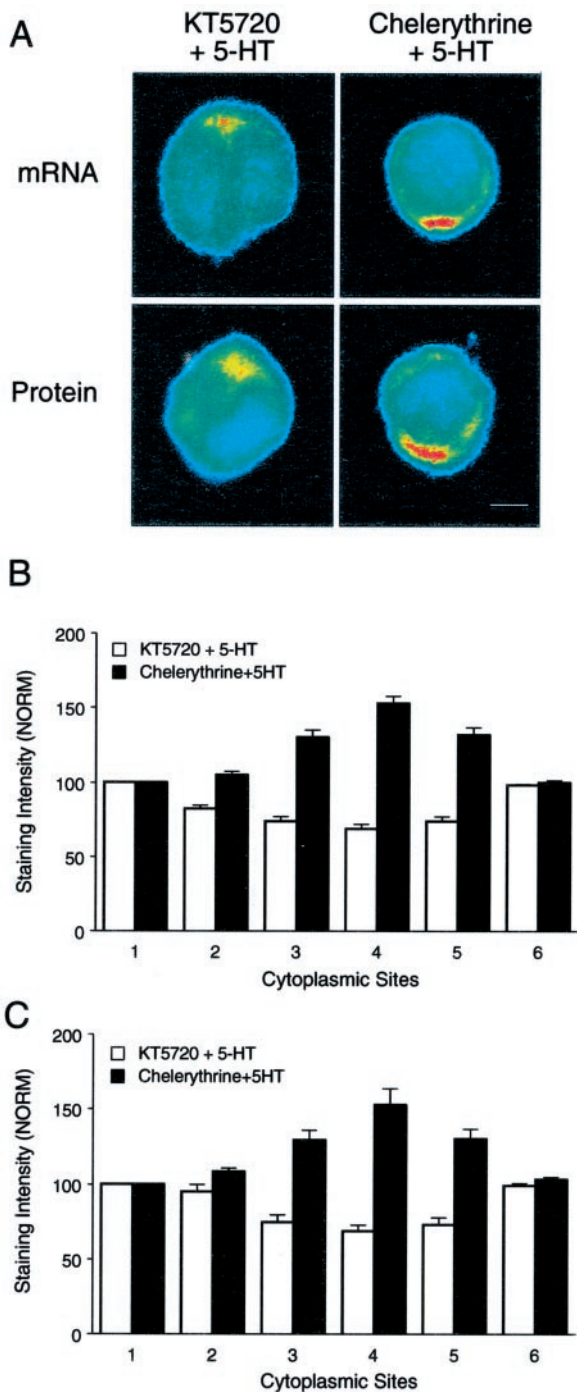 A
KT5720
+ 5-HT
Chelerythrine
+ 5-HT
mRNA
Protein
B
200
150
100
50
0
Staining Intensity (NORM)
KT5720 + 5-HT
Chelerythrine+5HT
1 2 3 4 5 6
Cytoplasmic Sites
C
200
150
100
50
0
Staining Intensity (NORM)
KT5720 + 5-HT
Chelerythrine+5HT
1 2 3 4 5 6
Cytoplasmic Sites